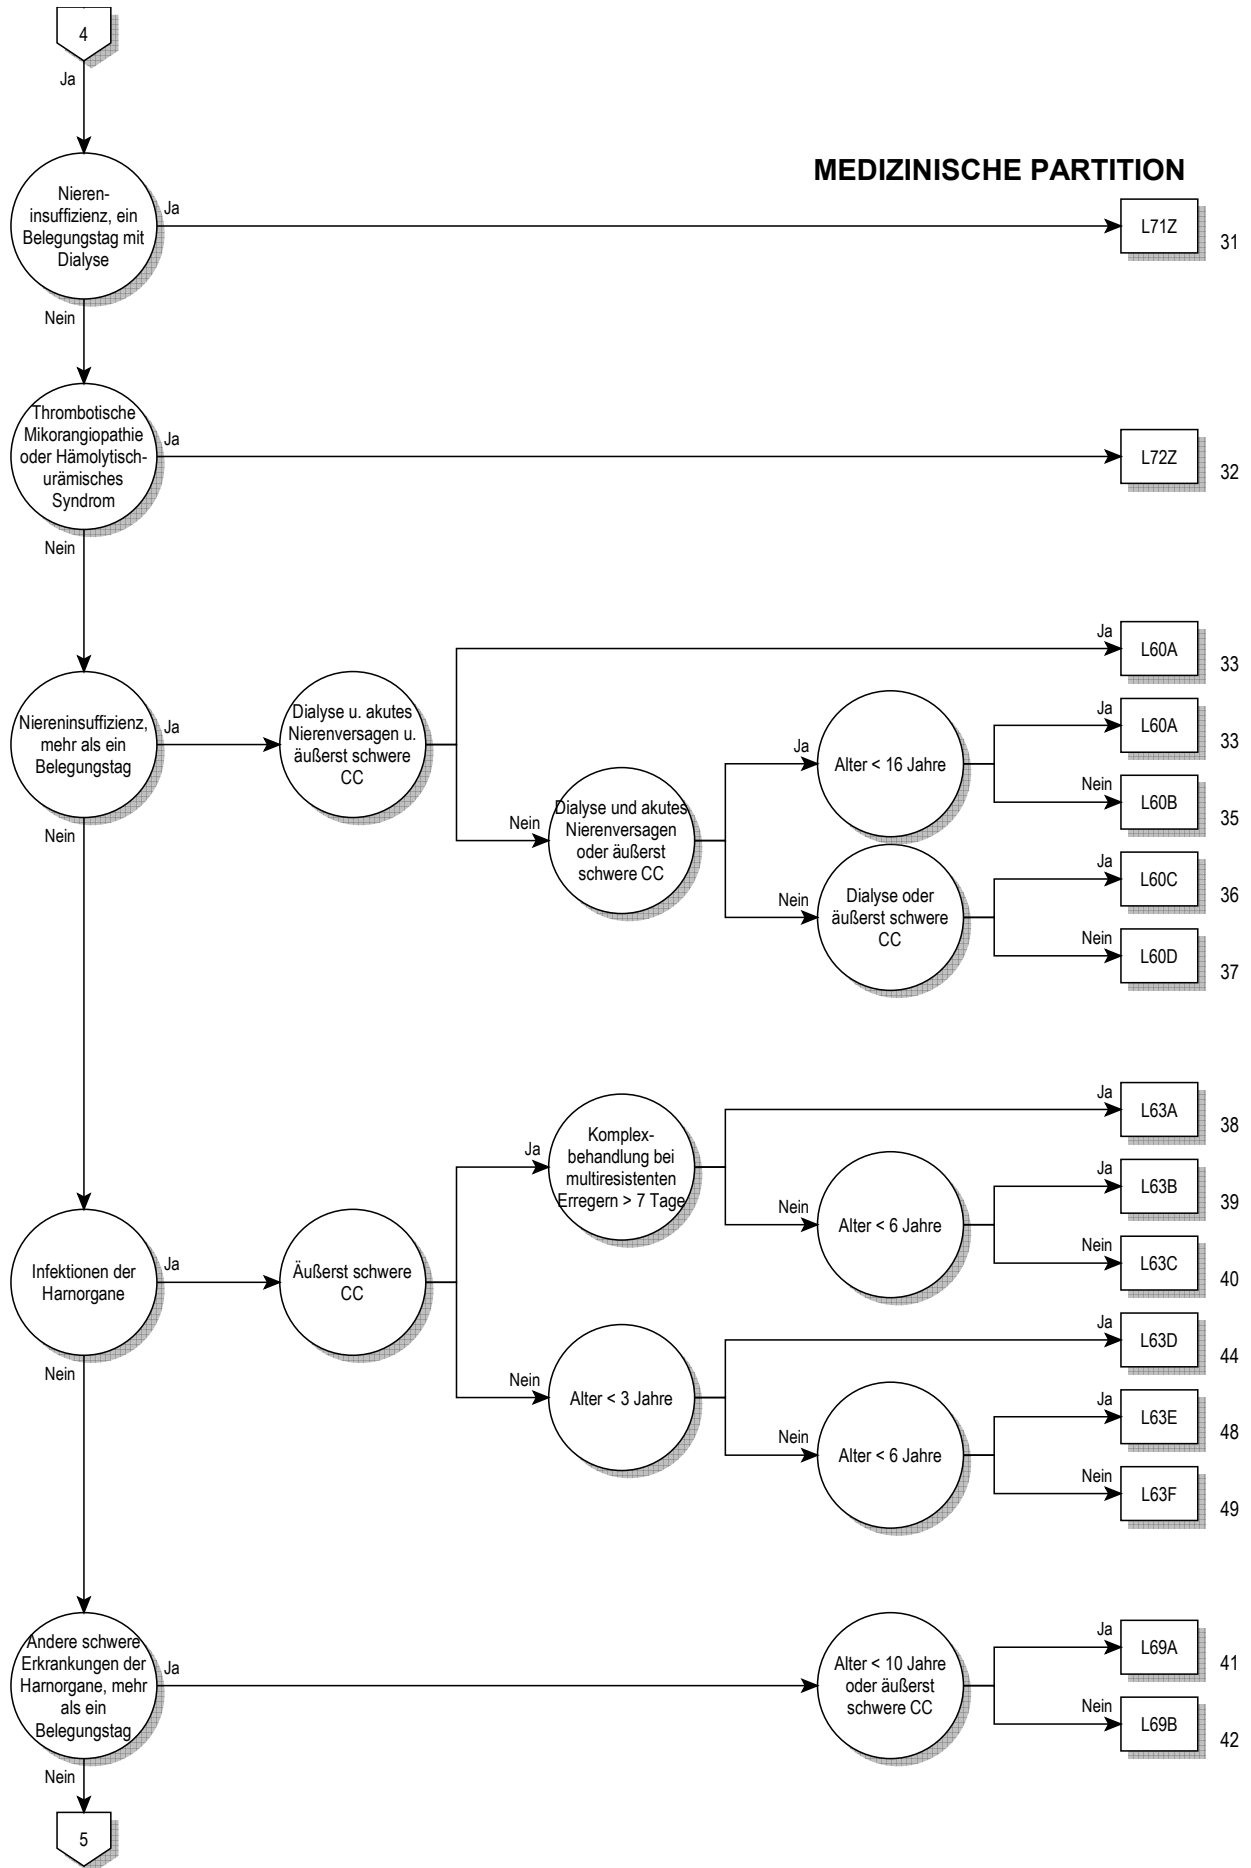 4
Ja
MEDIZINISCHE PARTITION
Nieren-
insuffizienz, ein
Belegungstag mit
Dialyse
Ja
L71Z
31
Nein
Thrombotische
Mikorangiopathie
oder Hämolytisch-
urämisches
Syndrom
Ja
L72Z
32
Nein
Niereninsuffizienz,
mehr als ein
Belegungstag
Ja
Dialyse u. akutes
Nierenversagen u.
äußerst schwere
CC
Ja
L60A
33
Nein
Dialyse und akutes
Nierenversagen
oder äußerst
schwere CC
Ja
Alter < 16 Jahre
Ja
L60A
33
Nein
L60B
35
Nein
Dialyse oder
äußerst schwere
CC
Ja
L60C
36
Nein
L60D
37
Nein
Infektionen der
Harnorgane
Ja
Äußerst schwere
CC
Ja
Komplex-
behandlung bei
multiresistenten
Erregern > 7 Tage
Ja
L63A
38
Nein
Alter < 6 Jahre
Ja
L63B
39
Nein
L63C
40
Nein
Alter < 3 Jahre
Ja
L63D
44
Nein
Alter < 6 Jahre
Ja
L63E
48
Nein
L63F
49
Nein
Andere schwere
Erkrankungen der
Harnorgane, mehr
als ein
Belegungstag
Ja
Alter < 10 Jahre
oder äußerst
schwere CC
Ja
L69A
41
Nein
L69B
42
Nein
5